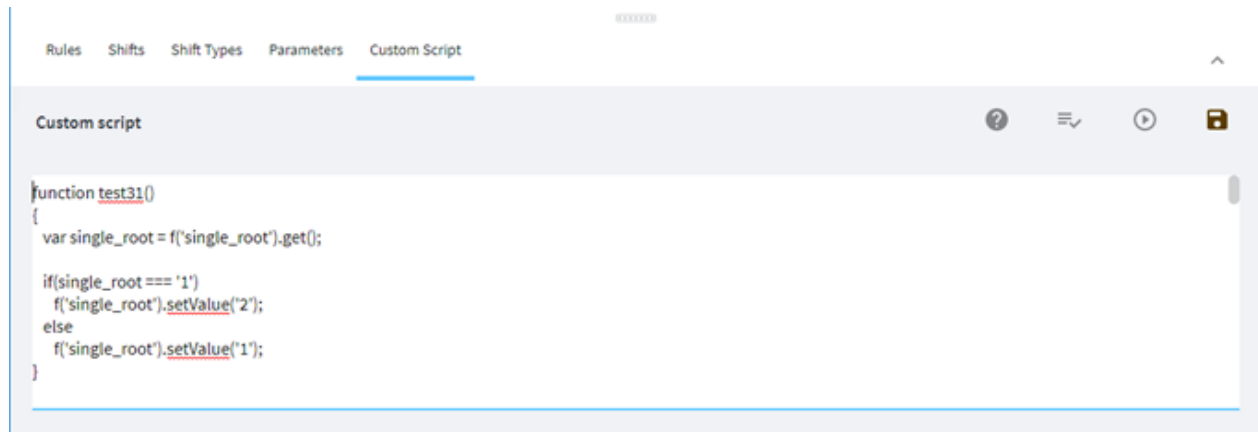 Rules Shifts Shift Types Parameters Custom Script
Custom script
function test31()
{
var single_root = f('single_root').get();
if(single_root === '1')
f('single_root').setValue('2');
else
f('single_root').setValue('1');
}